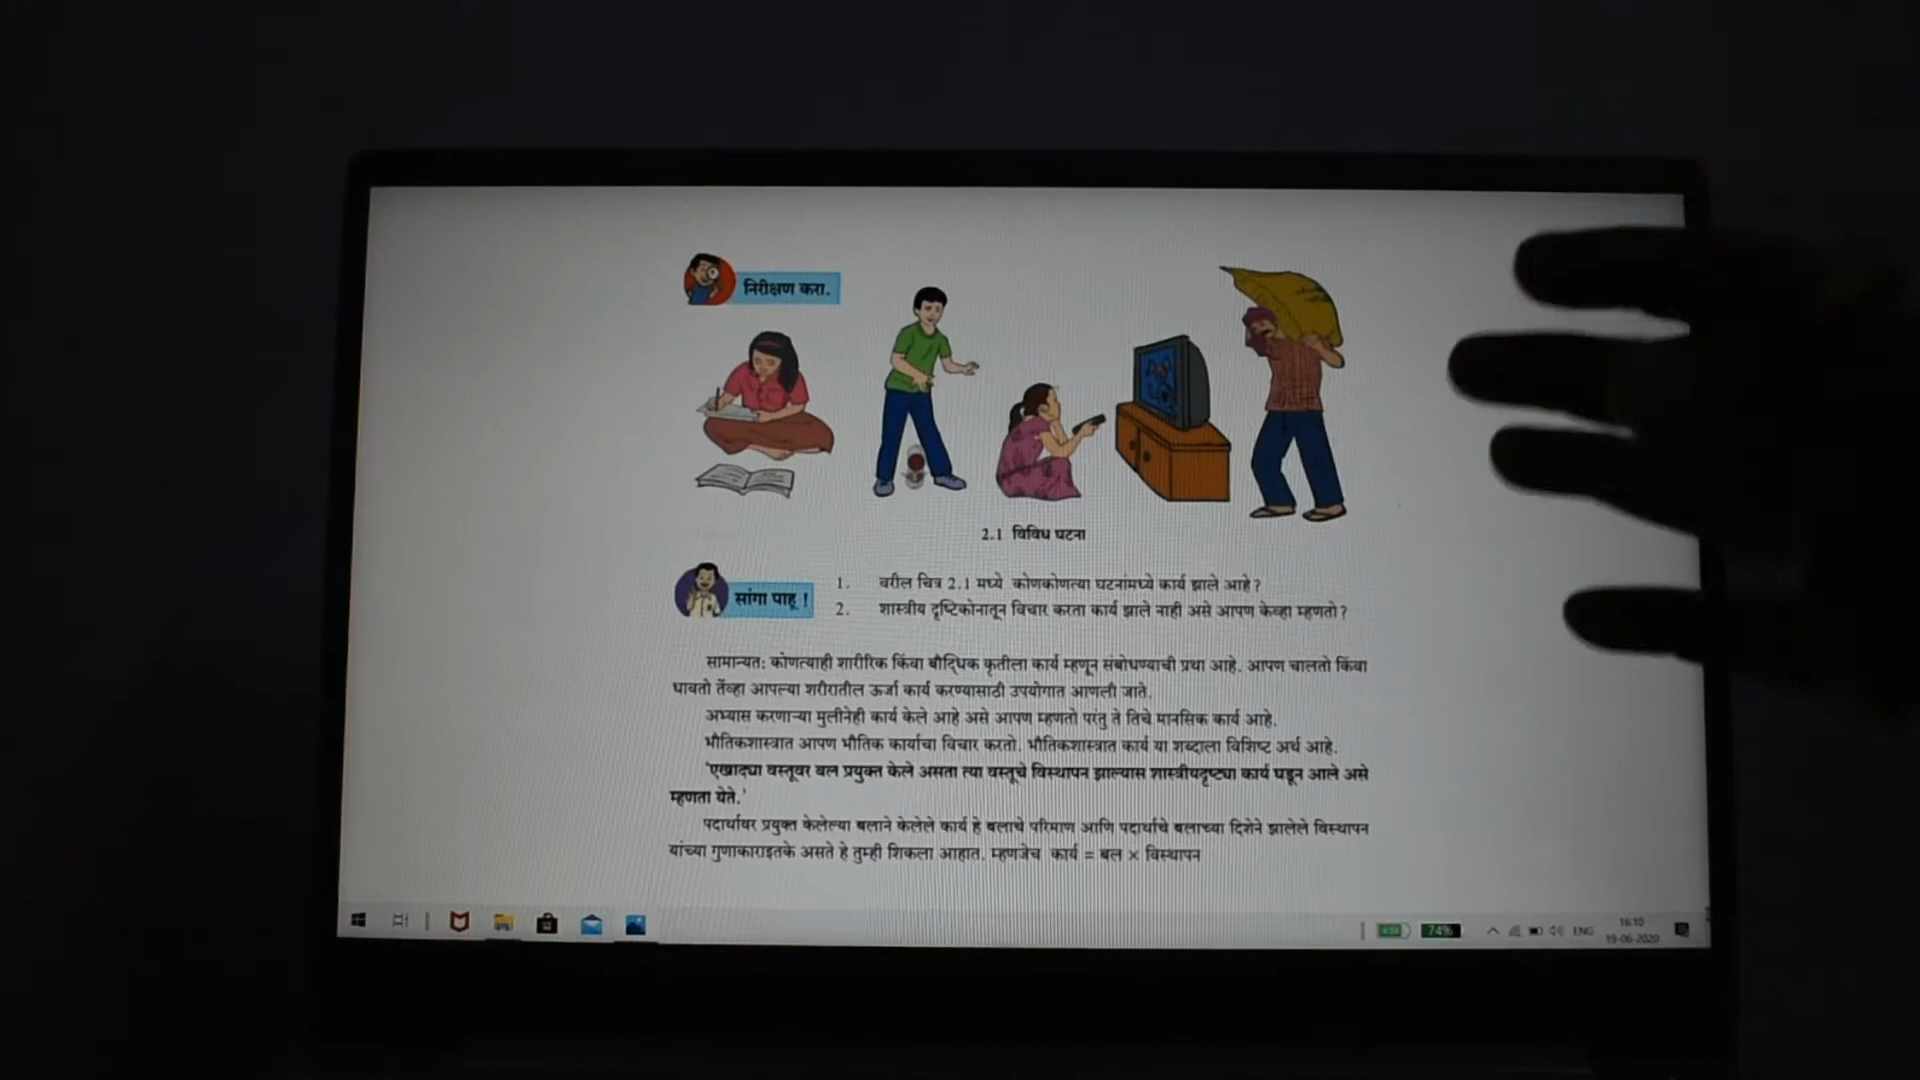 निरीक्षण करा.
2.1 विविध घटना
सांगा पाहू !
1. वरील चित्र 2.1 मध्ये कोणकोणत्या घटनांमध्ये कार्य झाले आहे?
2. शास्त्रीय दृष्टिकोनातून विचार करता कार्य झाले नाही असे आपण केव्हा म्हणतो?
सामान्यत: कोणत्याही शारीरिक किंवा बौद्धिक कृतीला कार्य म्हणून संबोधण्याची प्रथा आहे. आपण चालतो किंवा
धावतो तेंव्हा आपल्या शरीरातील ऊर्जा कार्य करण्यासाठी उपयोगात आणली जाते.
अभ्यास करणाऱ्या मुलीनेही कार्य केले आहे असे आपण म्हणतो परंतु ते तिचे मानसिक कार्य आहे.
भौतिकशास्त्रात आपण भौतिक कार्याचा विचार करतो. भौतिकशास्त्रात कार्य या शब्दाला विशिष्ट अर्थ आहे.
'एखाद्या वस्तूवर बल प्रयुक्त केले असता त्या वस्तूचे विस्थापन झाल्यास शास्त्रीयदृष्ट्या कार्य घडून आले असे
म्हणता येते.'
पदार्थावर प्रयुक्त केलेल्या बलाने केलेले कार्य हे बलाचे परिमाण आणि पदार्थाचे बलाच्या दिशेने झालेले विस्थापन
यांच्या गुणाकाराइतके असते हे तुम्ही शिकला आहात. म्हणजेच कार्य = बल × विस्थापन
74%
ENG
16:10
19-06-2020